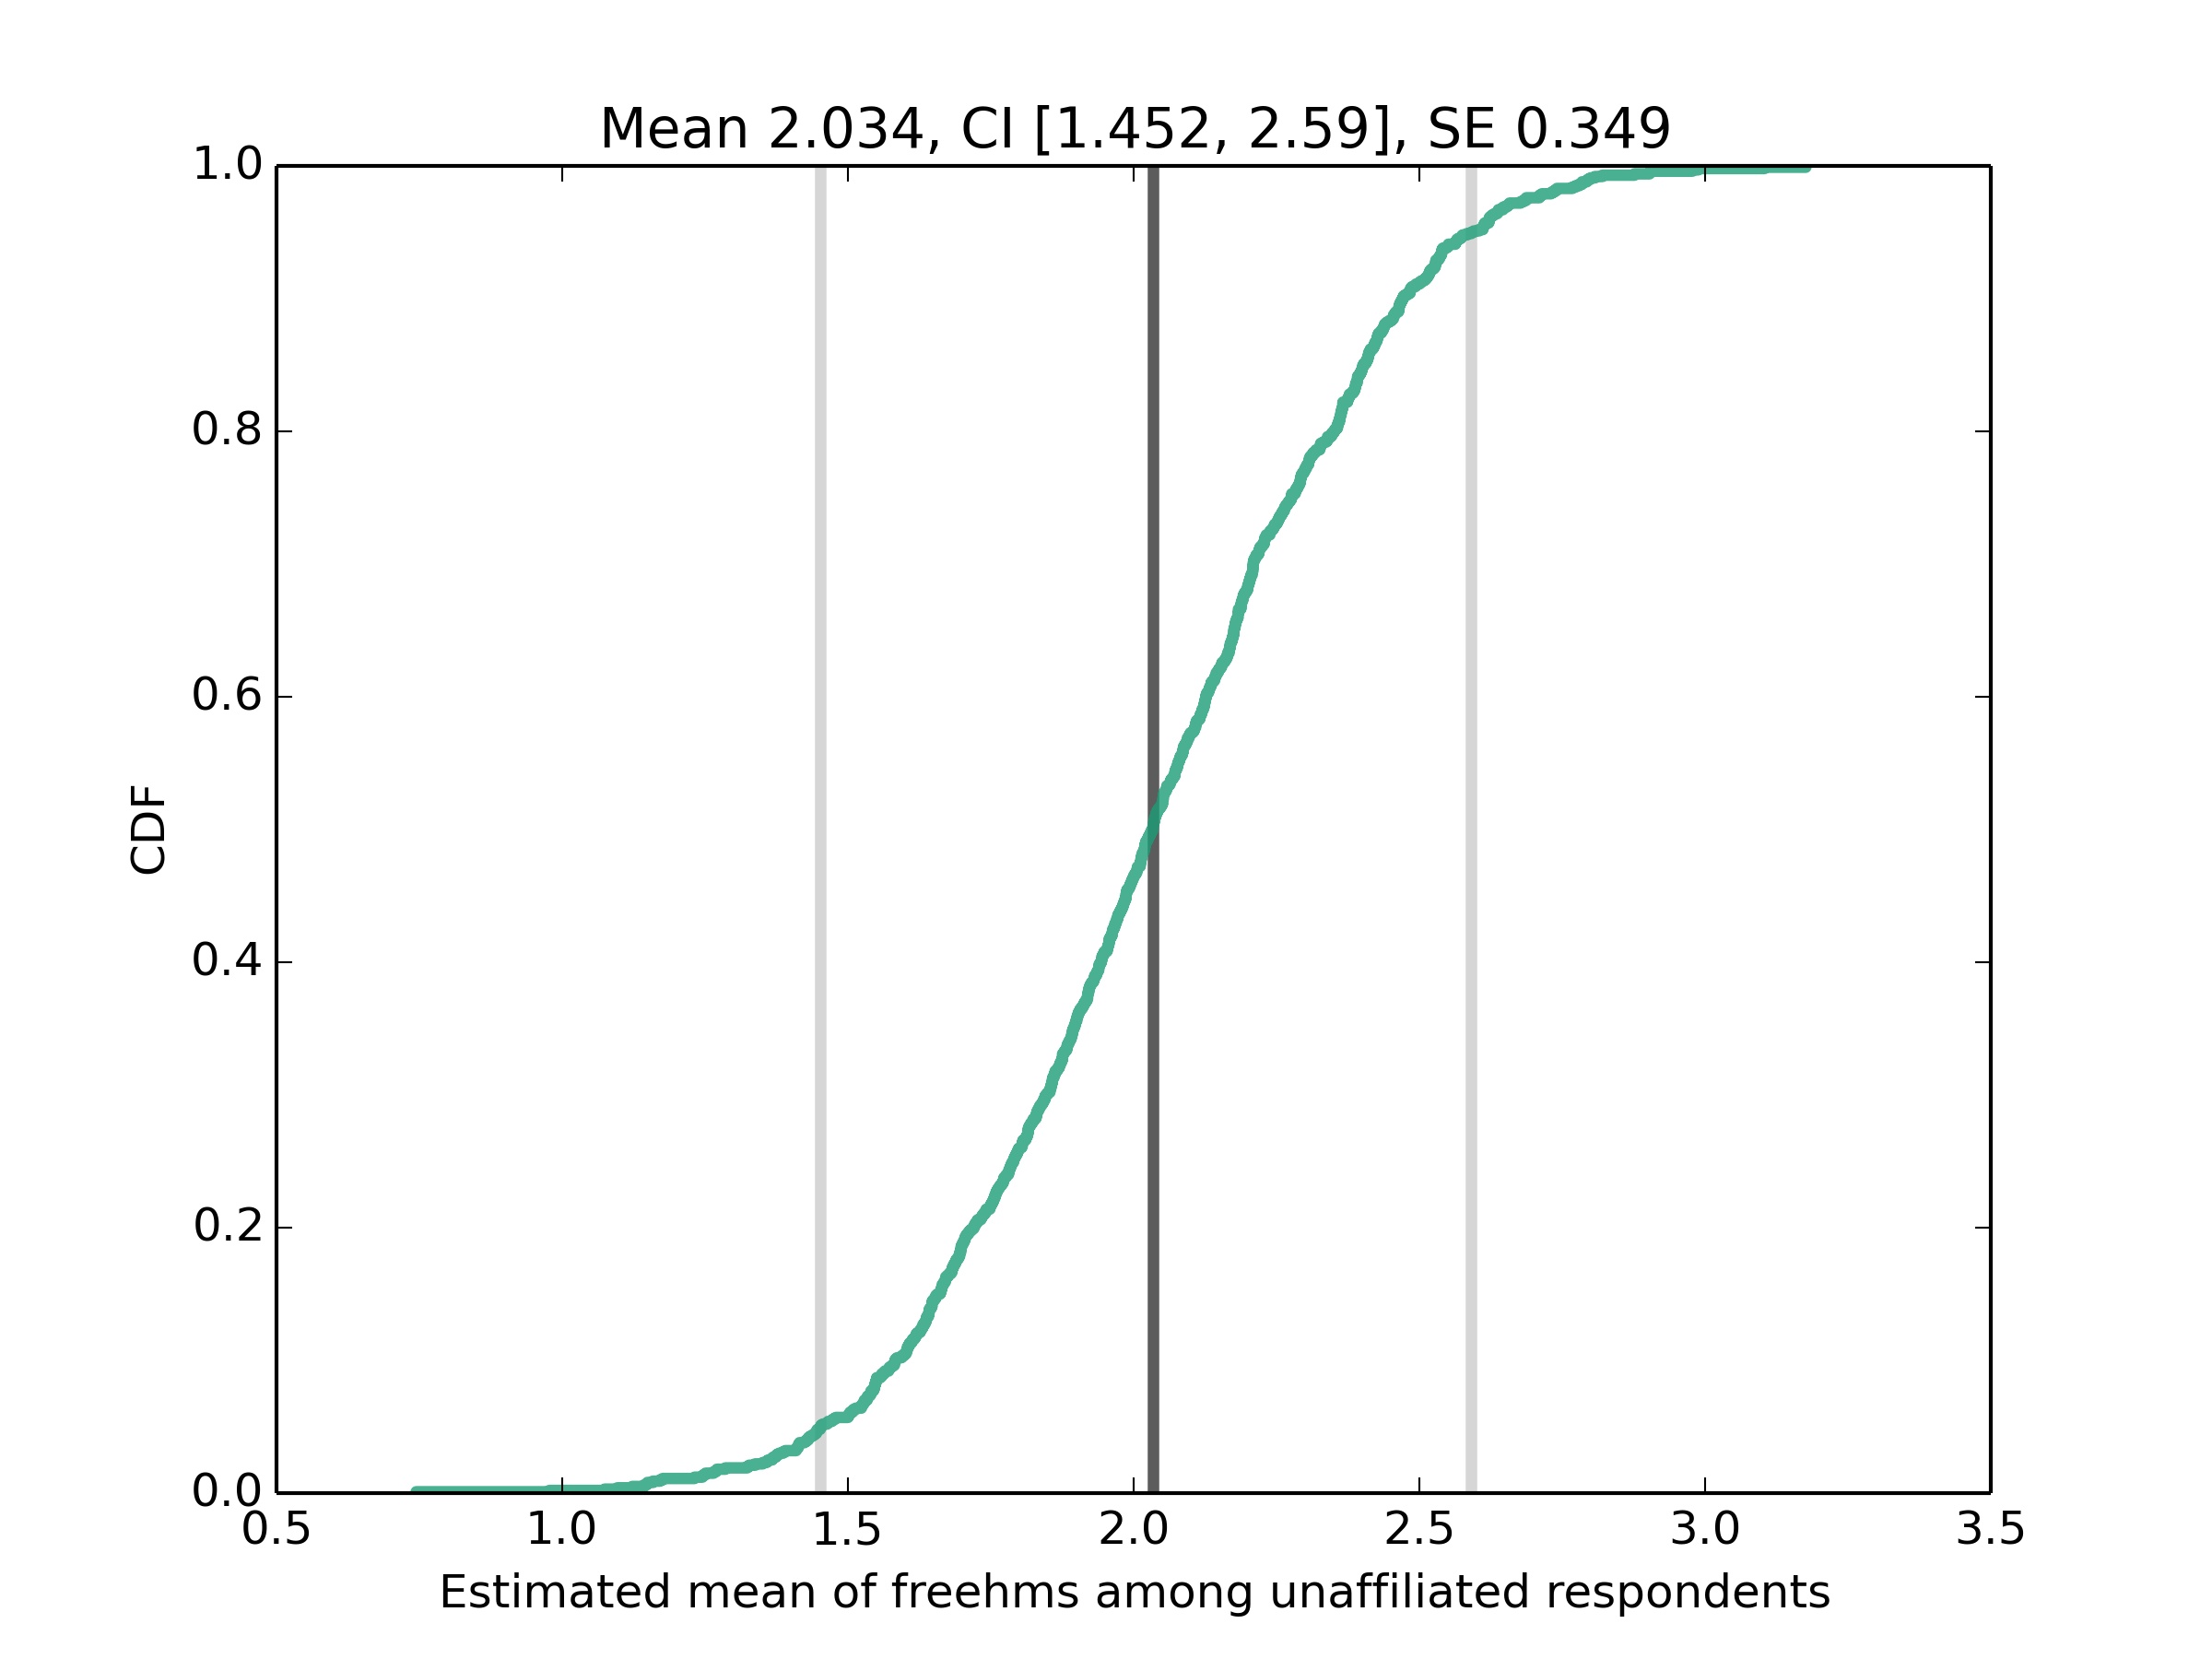 Mean 2.034, CI [1.452, 2.59], SE 0.349
1.0
0.8
0.6
0.4
0.2
0.0
CDF
0.5 1.0 1.5 2.0 2.5 3.0 3.5
Estimated mean of freehms among unaffiliated respondents